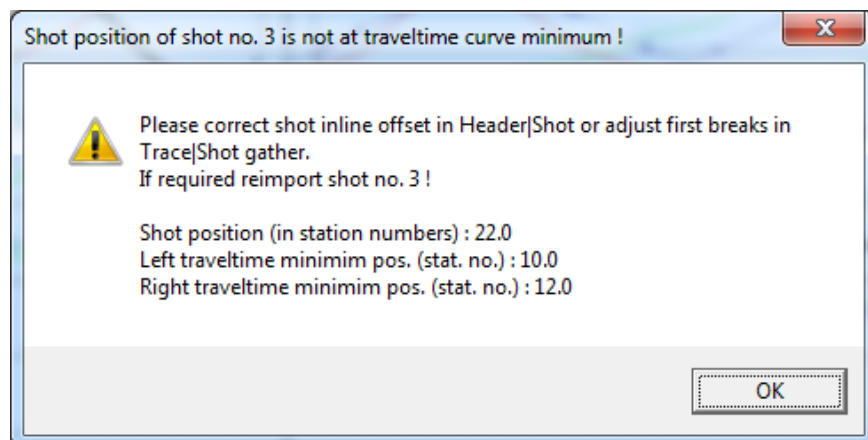 Shot position of shot no. 3 is not at traveltime curve minimum !
Please correct shot inline offset in Header|Shot or adjust first breaks in
Trace|Shot gather.
If required reimport shot no. 3 !
Shot position (in station numbers) : 22.0
Left traveltime minimim pos. (stat. no.) : 10.0
Right traveltime minimim pos. (stat. no.) : 12.0
OK